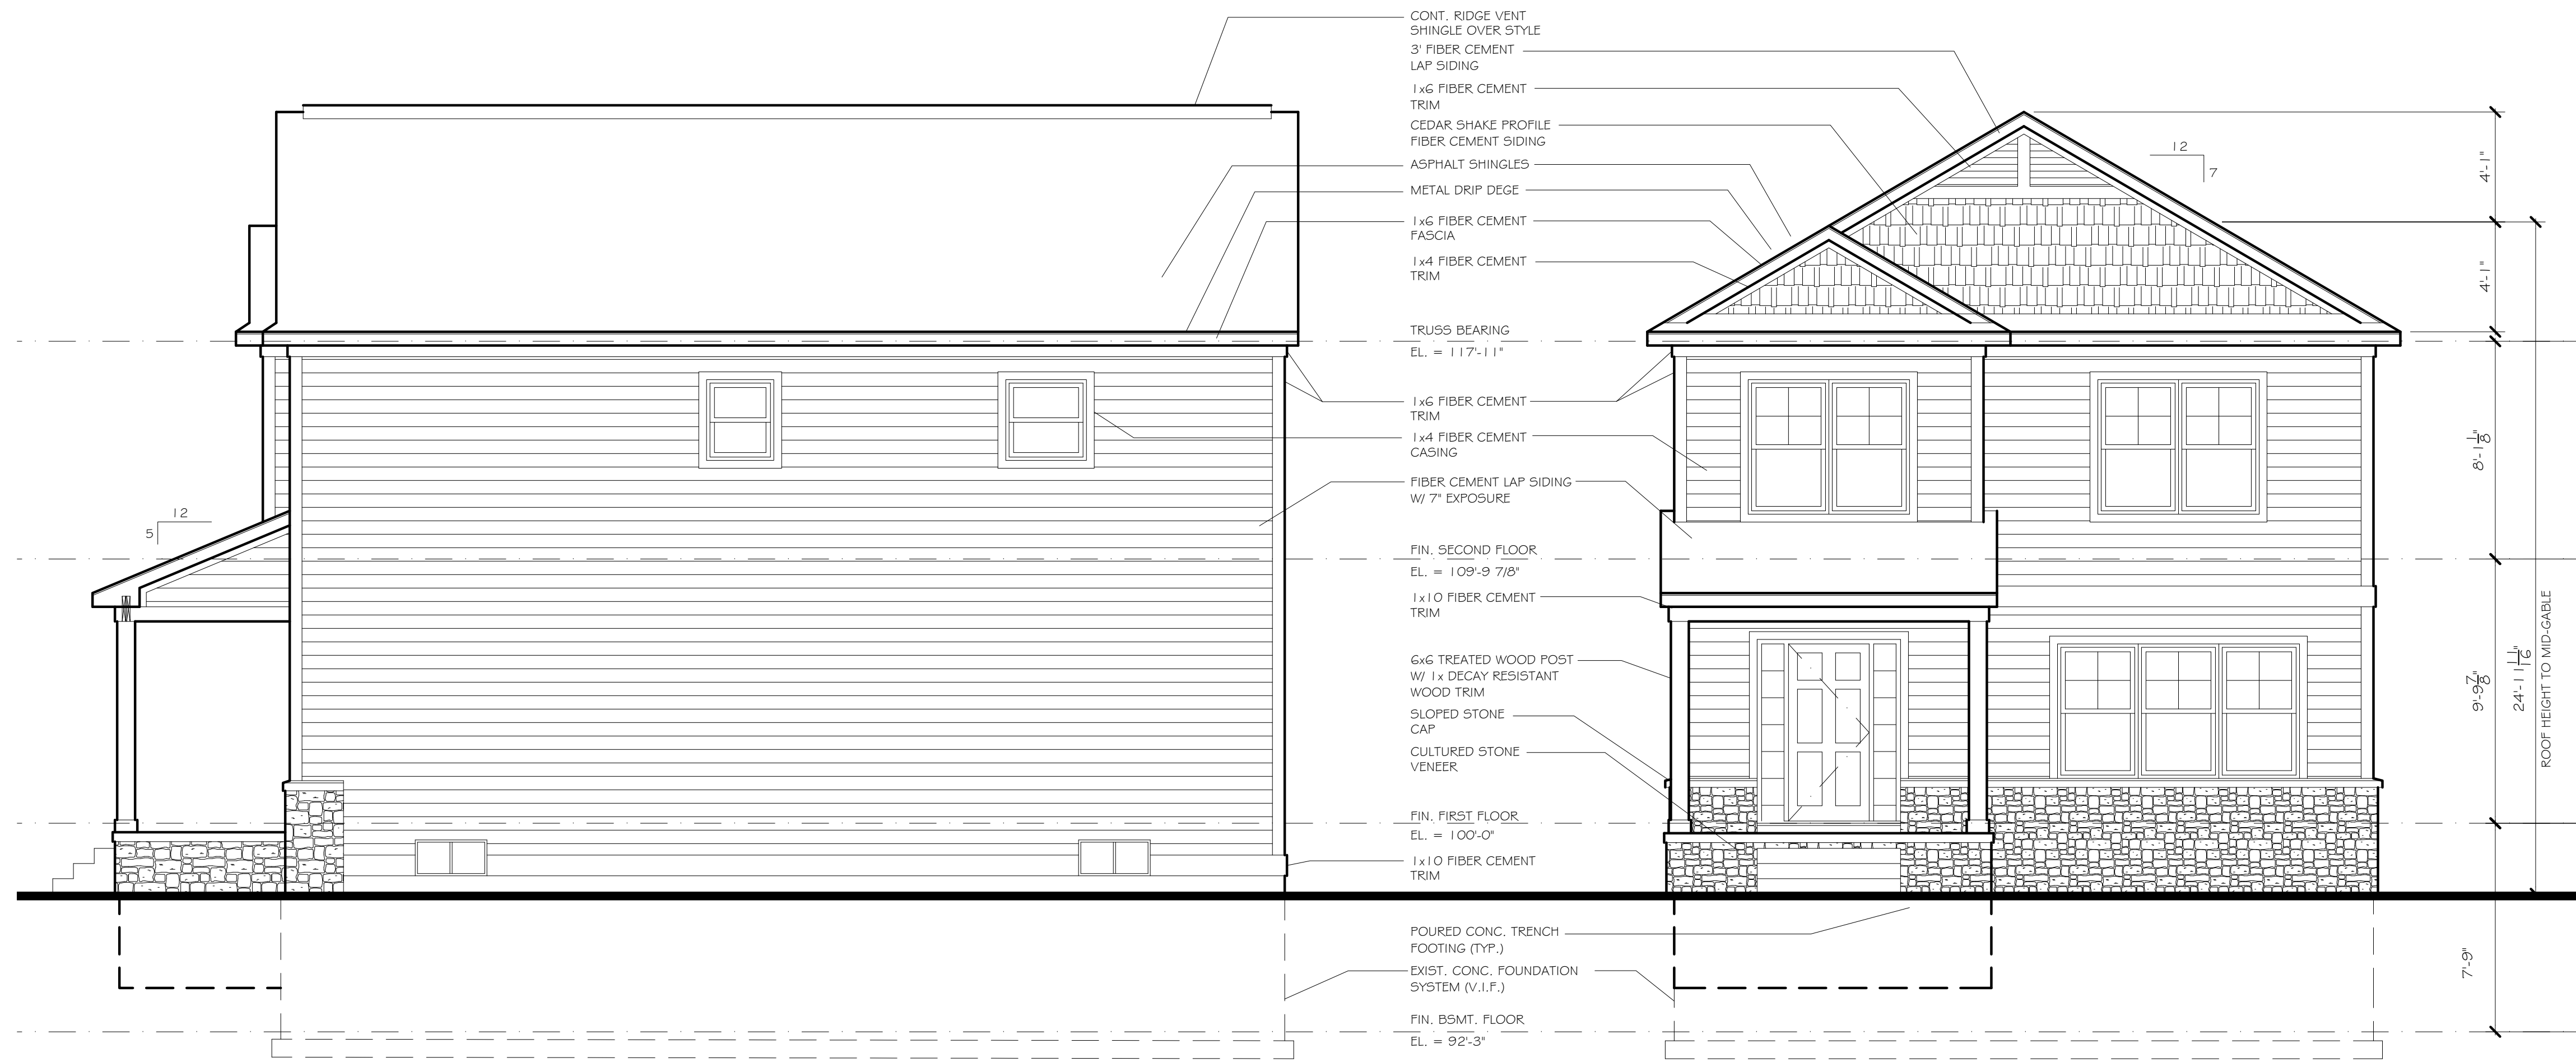 CONT. RIDGE VENT
SHINGLE OVER STYLE
3' FIBER CEMENT
LAP SIDING
1x6 FIBER CEMENT
TRIM
CEDAR SHAKE PROFILE
FIBER CEMENT SIDING
ASPHALT SHINGLES
METAL DRIP DEGE
1x6 FIBER CEMENT
FASCIA
1x4 FIBER CEMENT
TRIM
TRUSS BEARING
EL. = 117'-11"
1x6 FIBER CEMENT
TRIM
1x4 FIBER CEMENT
CASING
FIBER CEMENT LAP SIDING
W/ 7" EXPOSURE
FIN. SECOND FLOOR
EL. = 109'-9 7/8"
1x10 FIBER CEMENT
TRIM
6x6 TREATED WOOD POST
W/ 1x DECAY RESISTANT
WOOD TRIM
SLOPED STONE
CAP
CULTURED STONE
VENEER
FIN. FIRST FLOOR
EL. = 100'-0"
1x10 FIBER CEMENT
TRIM
POURED CONC. TRENCH
FOOTING (TYP.)
EXIST. CONC. FOUNDATION
SYSTEM (V.I.F.)
FIN. BSMT. FLOOR
EL. = 92'-3"
12
5
12
7
4'-1"
4'-1"
8'-1 1/8"
9'-9 7/8"
24'-1 11/16"
ROOF HEIGHT TO MID-GABLE
7'-9"